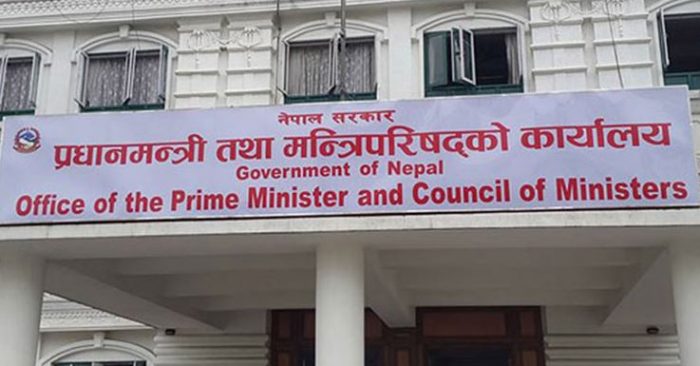 नेपाल सरकार
प्रधानमन्त्री तथा मन्त्रिपरिषद्को कार्यालय
Government of Nepal
Office of the Prime Minister and Council of Ministers